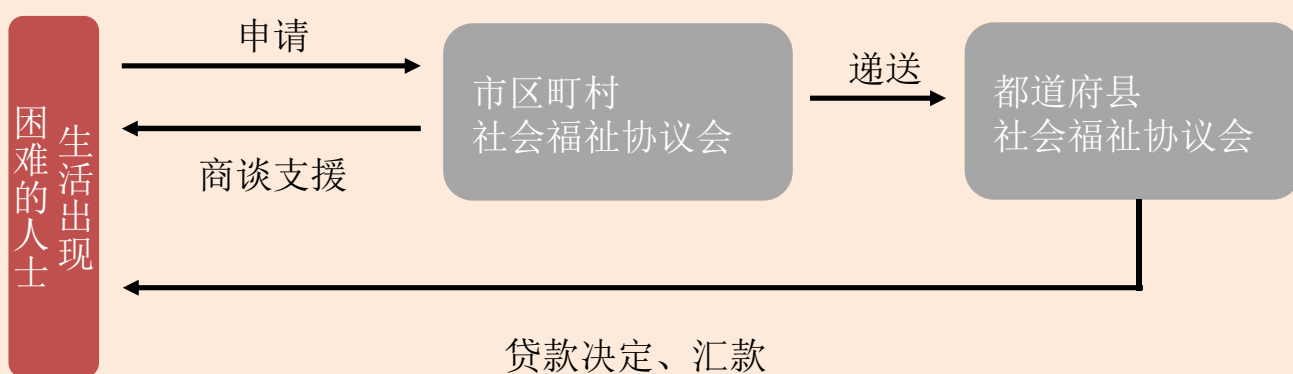 生活出现
困难的人士
申请
商谈支援
市区町村
社会福祉协议会
递送
都道府县
社会福祉协议会
贷款决定、汇款